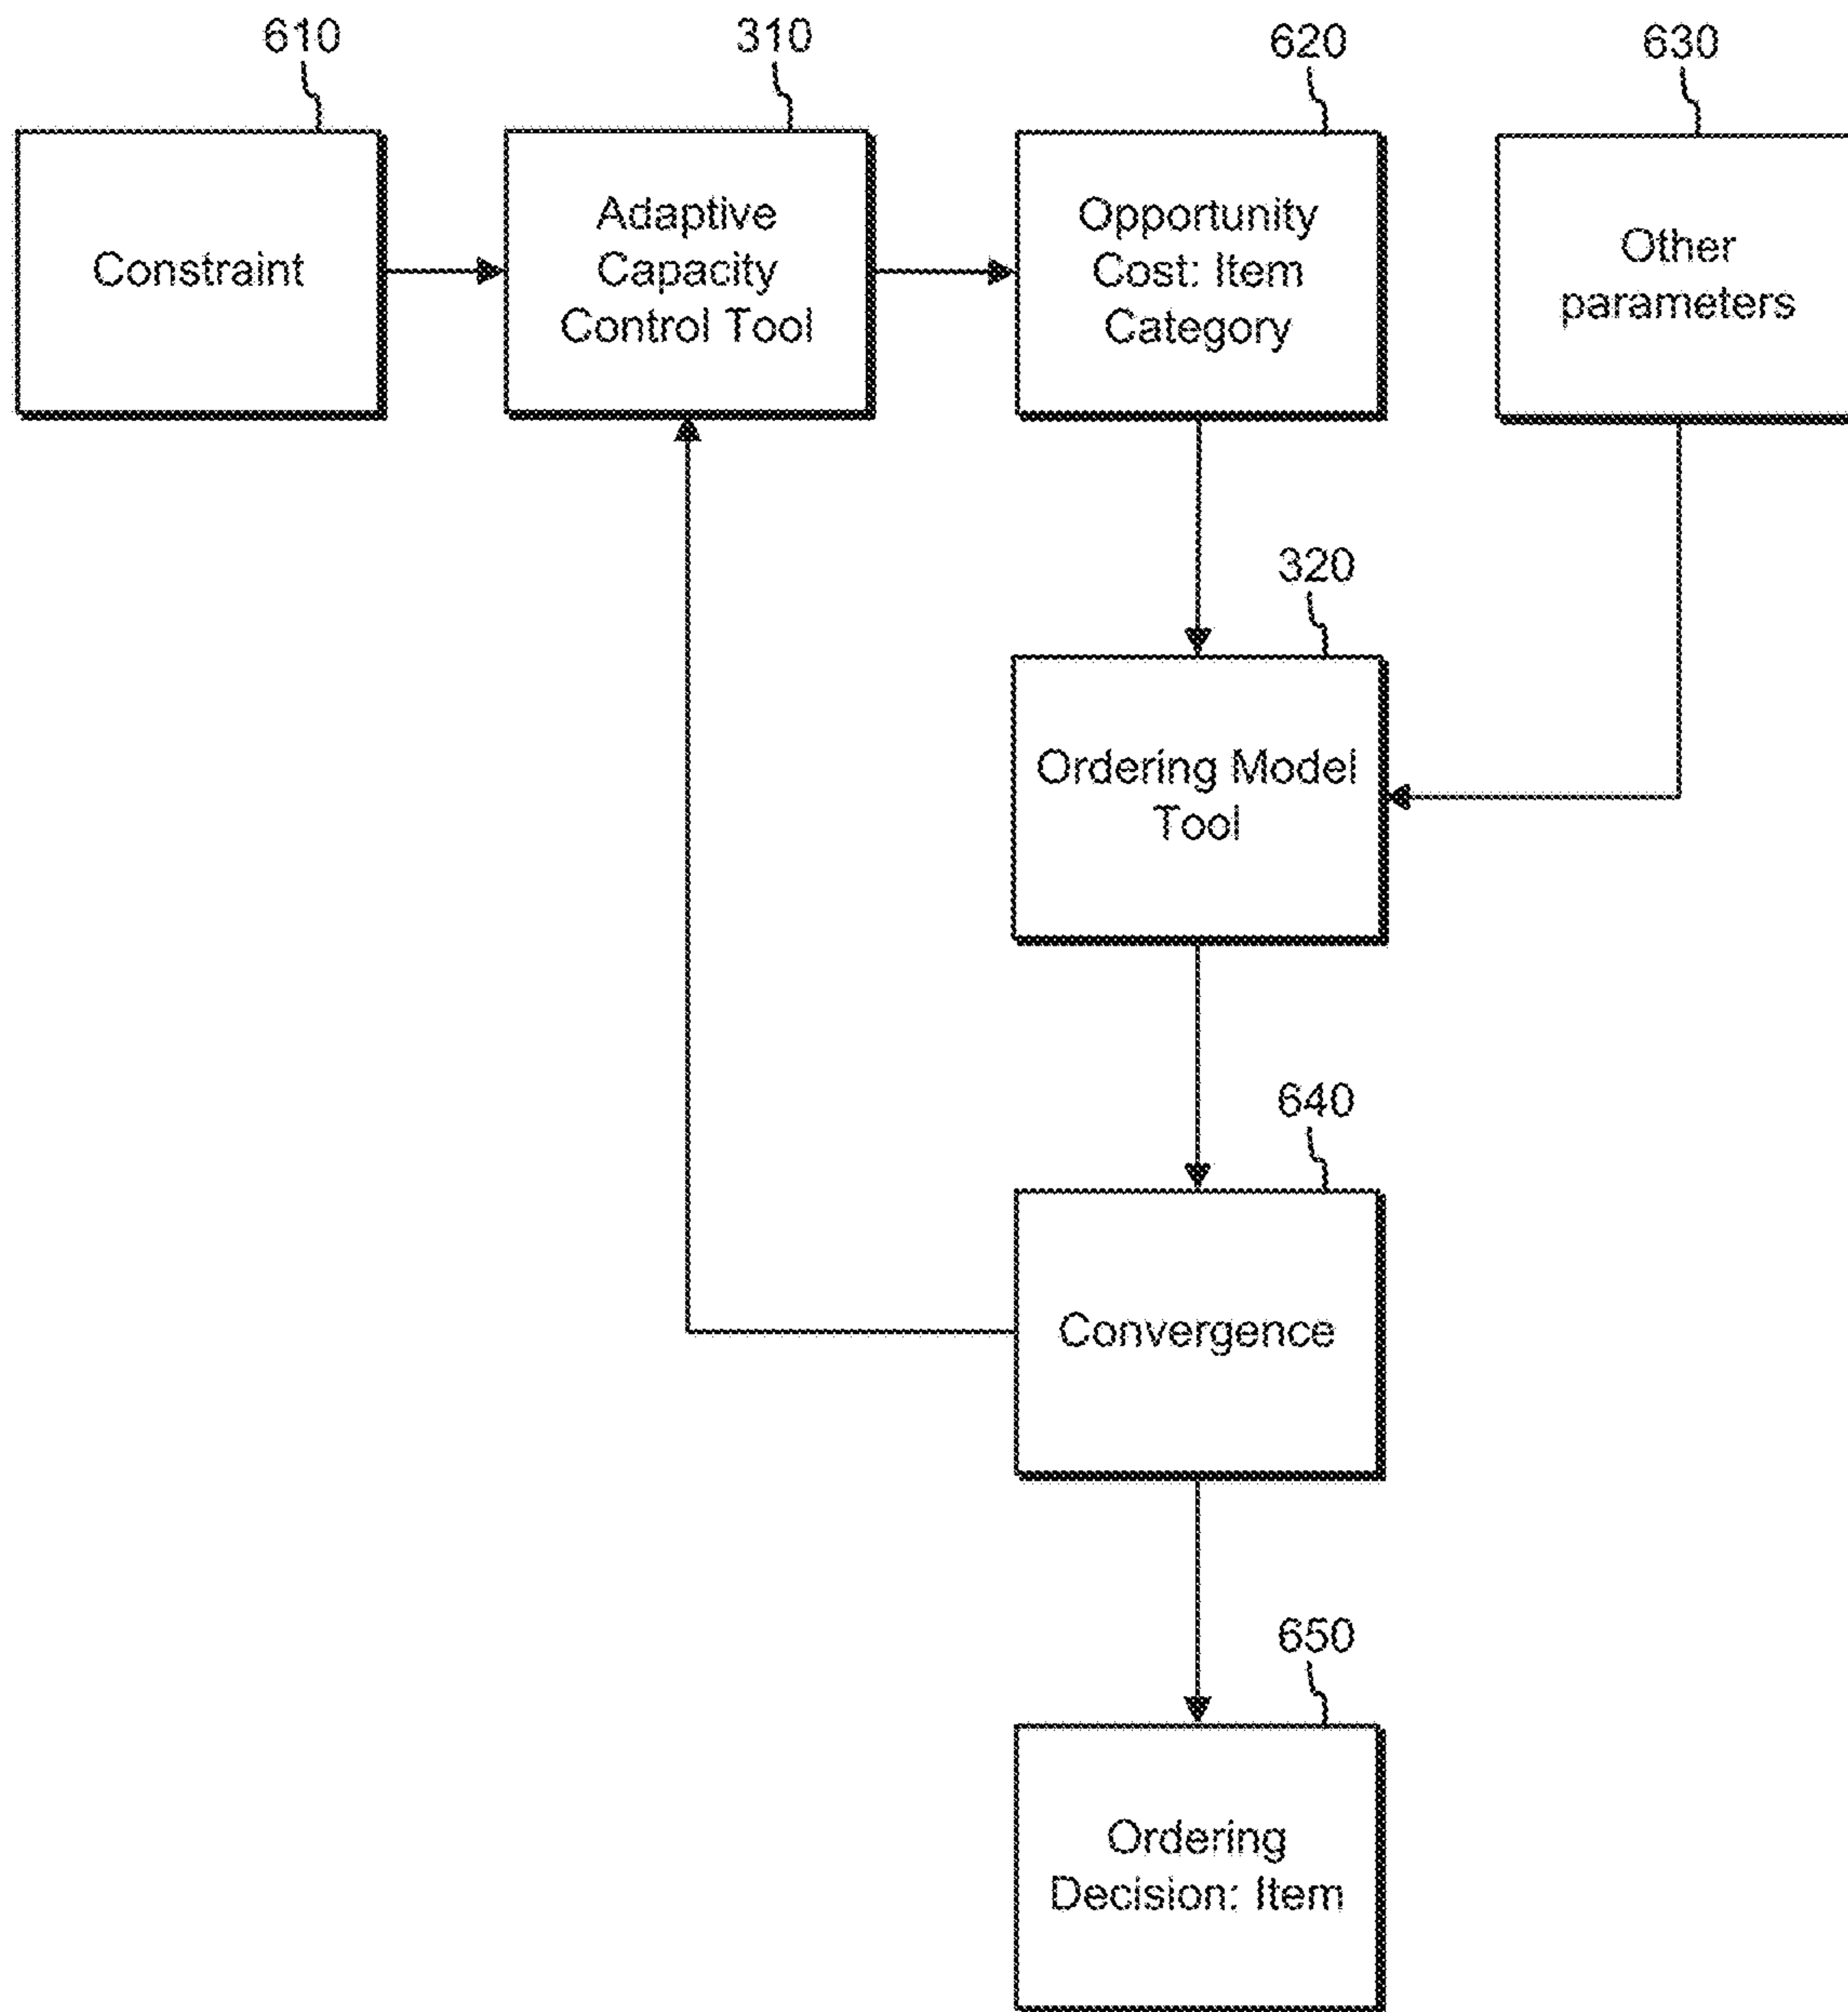 610
310
620
630
Constraint
Adaptive
Capacity
Control Tool
Opportunity
Cost: Item
Category
Other
parameters
320
Ordering Model
Tool
640
Convergence
650
Ordering
Decision: Item